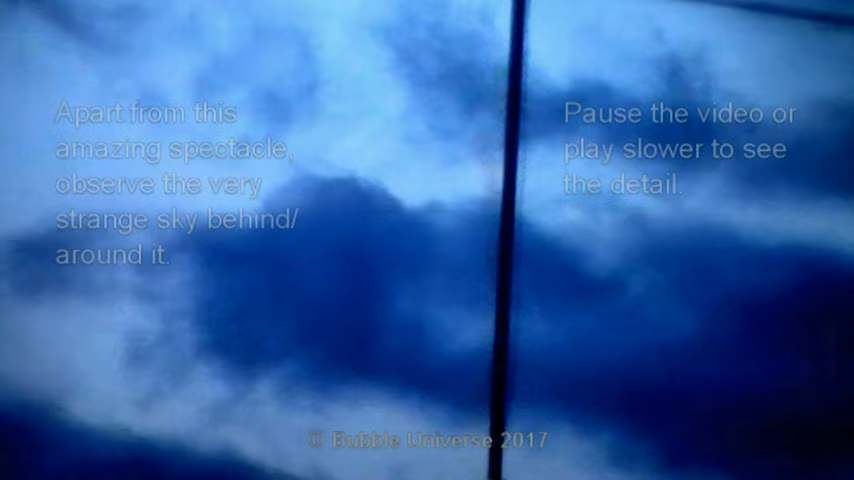 Apart from this
amazing spectacle,
observe the very
strange sky behind/
around it.
Pause the video or
play slower to see
the detail.
© Bubble Universe 2017